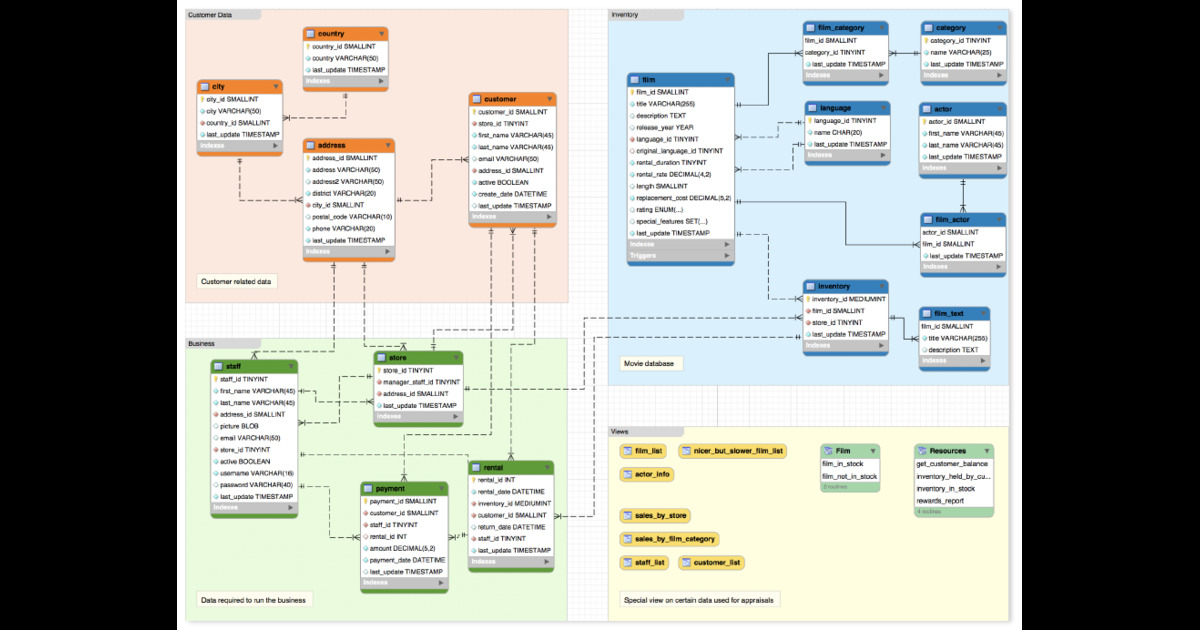 Customer Data
country
country_id SMALLINT
country VARCHAR(50)
last_update TIMESTAMP
Indexes
city
city_id SMALLINT
city VARCHAR(50)
country_id SMALLINT
last_update TIMESTAMP
Indexes
address
address_id SMALLINT
address VARCHAR(50)
address2 VARCHAR(50)
district VARCHAR(20)
city_id SMALLINT
postal_code VARCHAR(10)
phone VARCHAR(20)
last_update TIMESTAMP
Indexes
customer
customer_id SMALLINT
store_id TINYINT
first_name VARCHAR(45)
last_name VARCHAR(45)
email VARCHAR(50)
address_id SMALLINT
active BOOLEAN
create_date DATETIME
last_update TIMESTAMP
Indexes
Customer related data
Inventory
film
film_id SMALLINT
title VARCHAR(255)
description TEXT
release_year YEAR
language_id TINYINT
original_language_id TINYINT
rental_duration TINYINT
rental_rate DECIMAL(4,2)
length SMALLINT
replacement_cost DECIMAL(5,2)
rating ENUM(...)
special_features SET(...)
last_update TIMESTAMP
Indexes
Triggers
film_category
film_id SMALLINT
category_id TINYINT
last_update TIMESTAMP
Indexes
category
category_id TINYINT
name VARCHAR(25)
last_update TIMESTAMP
Indexes
language
language_id TINYINT
name CHAR(20)
last_update TIMESTAMP
Indexes
actor
actor_id SMALLINT
first_name VARCHAR(45)
last_name VARCHAR(45)
last_update TIMESTAMP
Indexes
film_actor
actor_id SMALLINT
film_id SMALLINT
last_update TIMESTAMP
Indexes
inventory
inventory_id MEDIUMINT
film_id SMALLINT
store_id TINYINT
last_update TIMESTAMP
Indexes
film_text
film_id SMALLINT
title VARCHAR(255)
description TEXT
Indexes
Movie database
Business
staff
staff_id TINYINT
first_name VARCHAR(45)
last_name VARCHAR(45)
address_id SMALLINT
picture BLOB
email VARCHAR(50)
store_id TINYINT
active BOOLEAN
username VARCHAR(16)
password VARCHAR(40)
last_update TIMESTAMP
Indexes
store
store_id TINYINT
manager_staff_id TINYINT
address_id SMALLINT
last_update TIMESTAMP
Indexes
payment
payment_id SMALLINT
customer_id SMALLINT
staff_id TINYINT
rental_id INT
amount DECIMAL(5,2)
payment_date DATETIME
last_update TIMESTAMP
Indexes
rental
rental_id INT
rental_date DATETIME
inventory_id MEDIUMINT
customer_id SMALLINT
return_date DATETIME
staff_id TINYINT
last_update TIMESTAMP
Indexes
Data required to run the business
Views
film_list
nicer_but_slower_film_list
actor_info
sales_by_store
sales_by_film_category
staff_list
customer_list
Film
film_in_stock
film_not_in_stock
2 routines
Resources
get_customer_balance
inventory_held_by_cu...
inventory_in_stock
rewards_report
4 routines
Special view on certain data used for appraisals